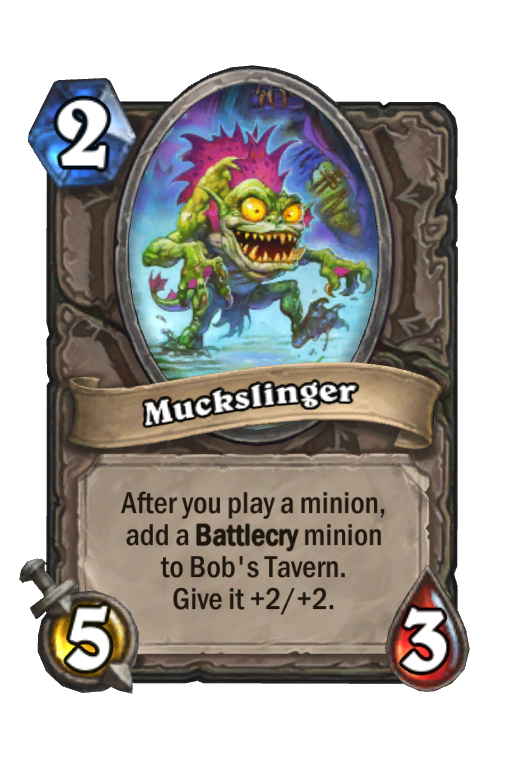 2
Muckslinger
After you play a minion,
add a Battlecry minion
to Bob's Tavern.
Give it +2/+2.
5
3